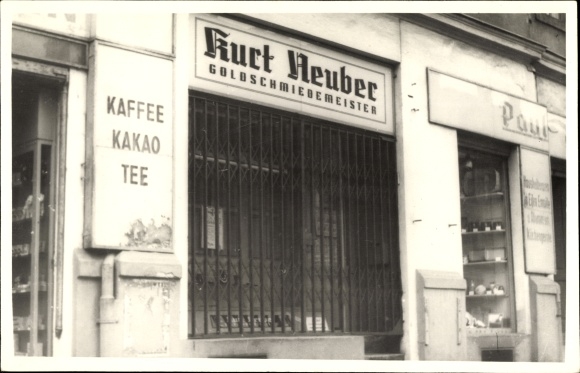 KAFFEE
KAKAO
TEE
Kurt Neuber
GOLDSCHMIEDEMEISTER
Paul